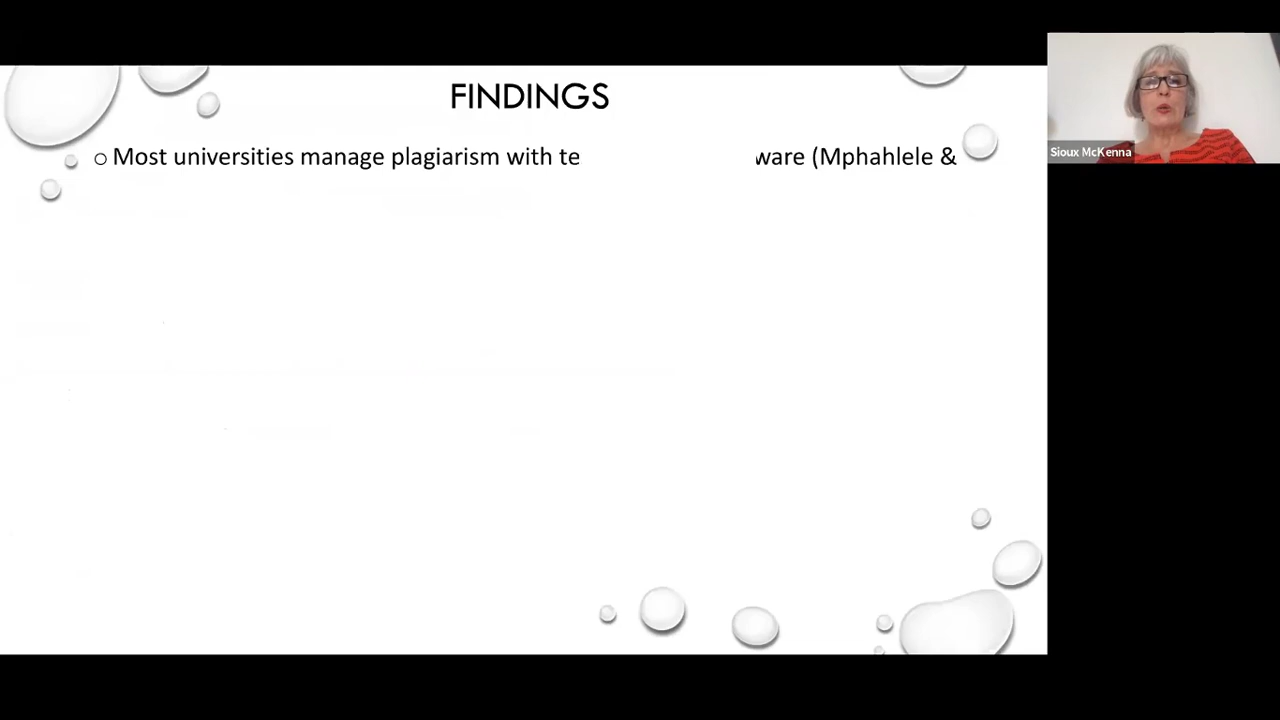 FINDINGS
o Most universities manage plagiarism with te ware (Mphahlele &
Sioux McKenna